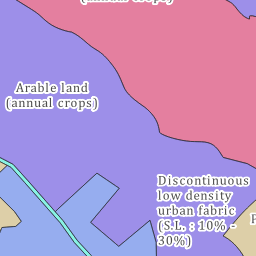 (annual crops)
Arable land
(annual crops)
Discontinuous
low density
urban fabric
(S.L. : 10% -
30%)